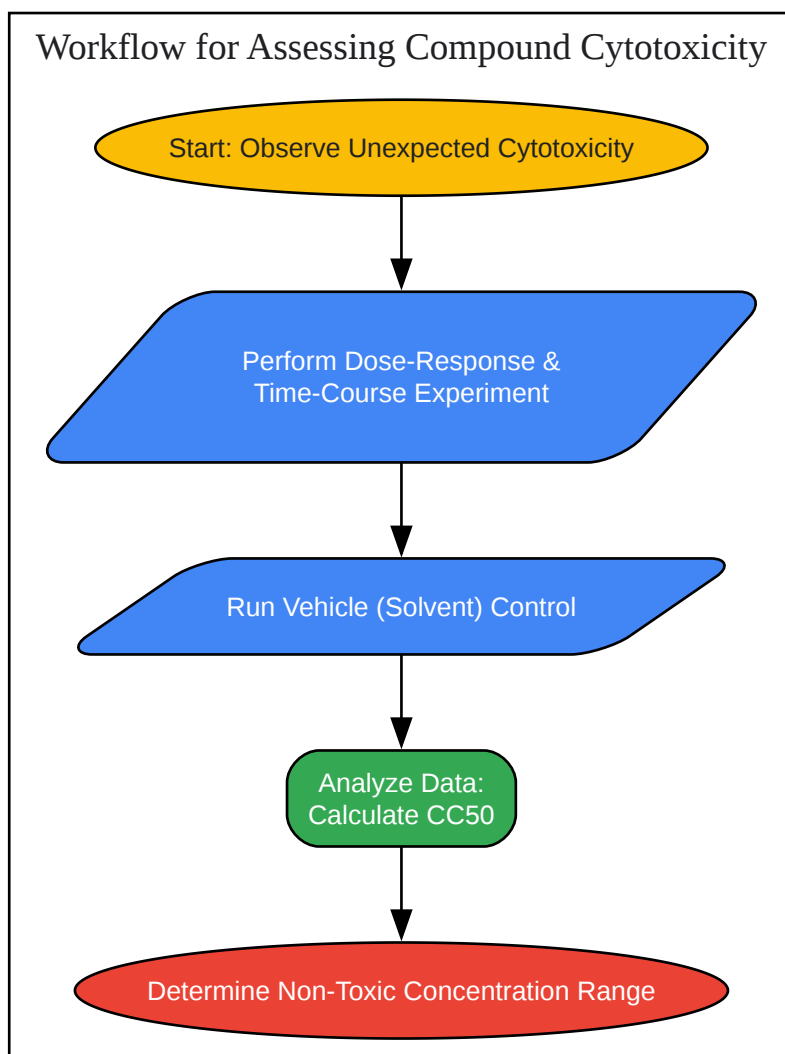 Workflow for Assessing Compound Cytotoxicity
Start: Observe Unexpected Cytotoxicity
Perform Dose-Response &
Time-Course Experiment
Run Vehicle (Solvent) Control
Analyze Data:
Calculate CC50
Determine Non-Toxic Concentration Range